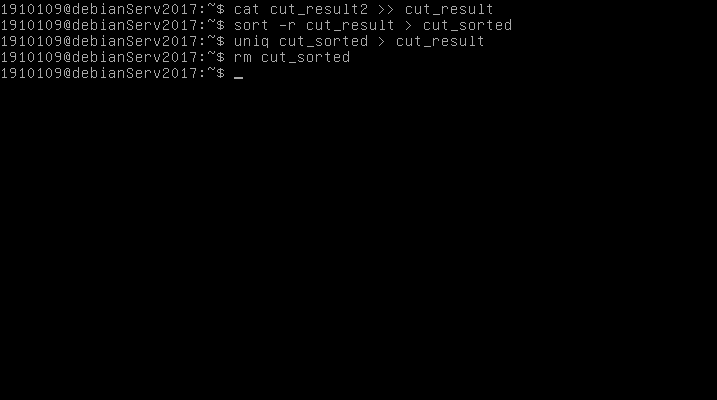 1910109@debianServ2017:~$ cat cut_result2 >> cut_result
1910109@debianServ2017:~$ sort -r cut_result > cut_sorted
1910109@debianServ2017:~$ uniq cut_sorted > cut_result
1910109@debianServ2017:~$ rm cut_sorted
1910109@debianServ2017:~$ _